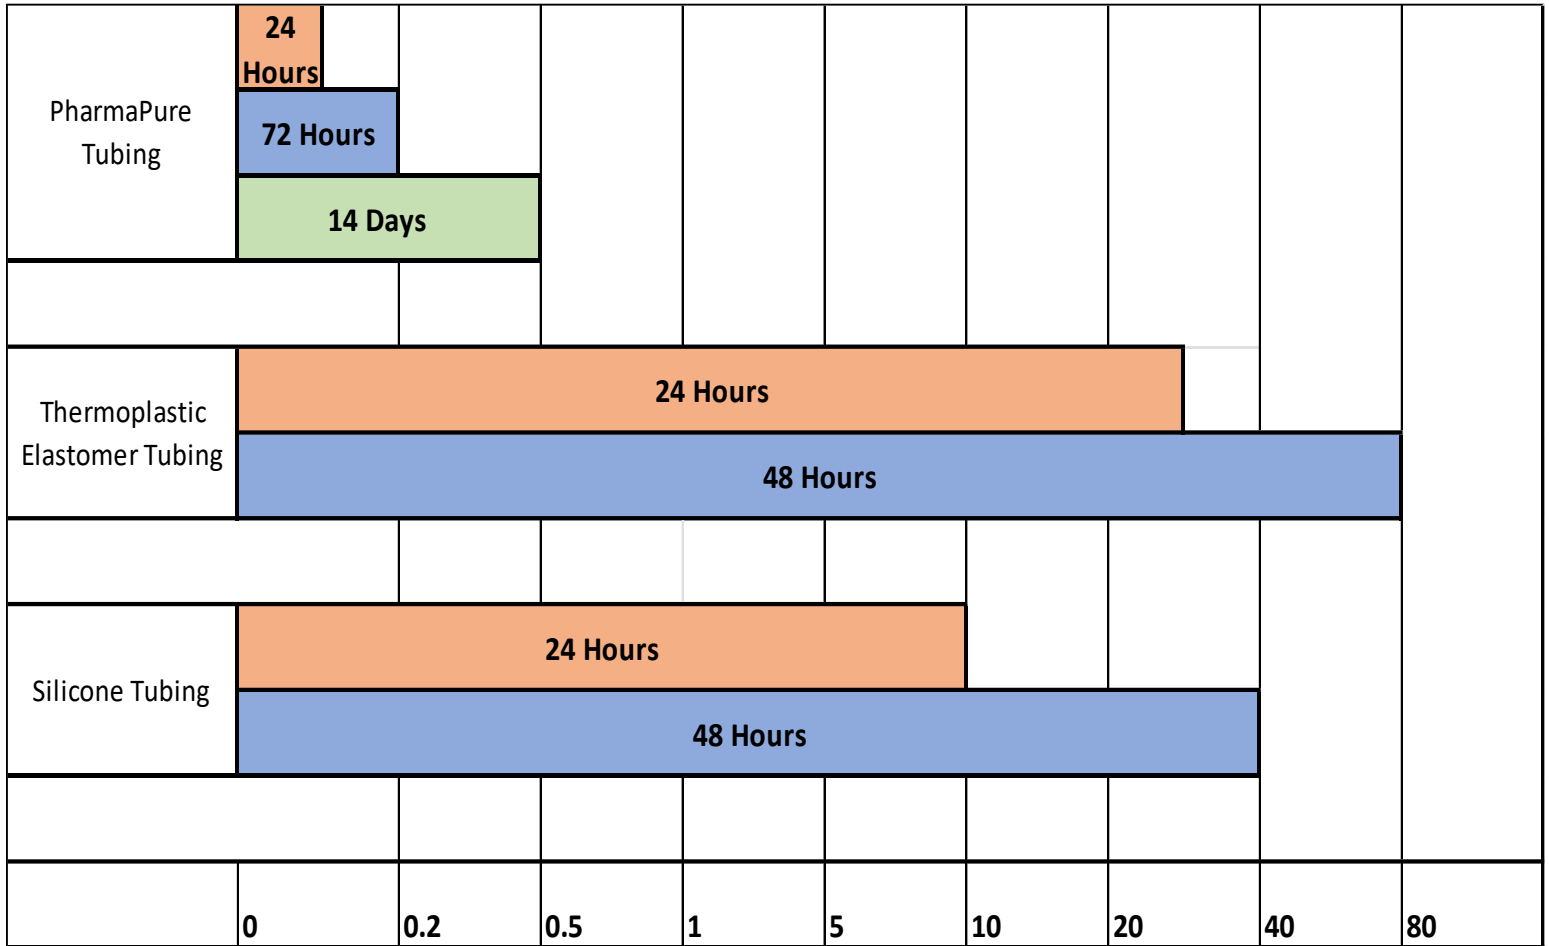 24
Hours
PharmaPure
Tubing
72 Hours
14 Days
Thermoplastic
Elastomer Tubing
24 Hours
48 Hours
Silicone Tubing
24 Hours
48 Hours
0 0.2 0.5 1 5 10 20 40 80